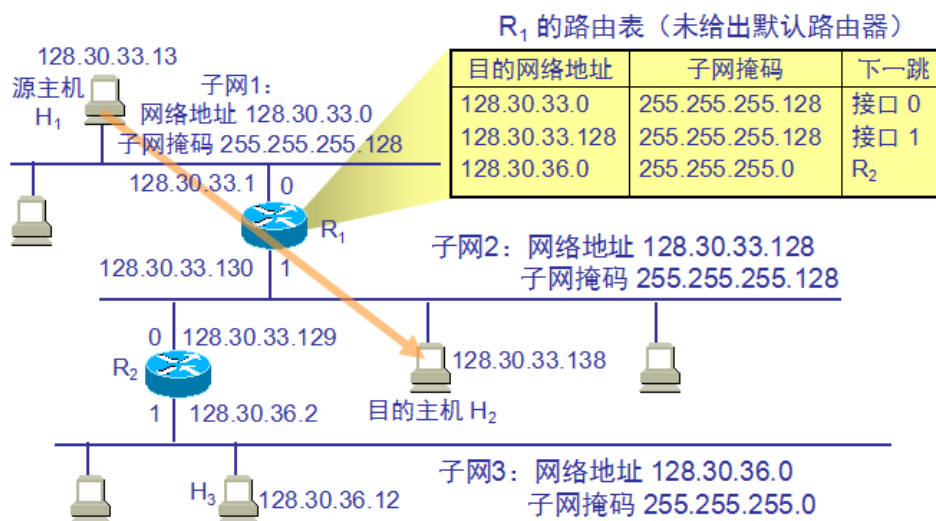 R1 的路由表（未给出默认路由器）
目的网络地址 子网掩码 下一跳
128.30.33.0 255.255.255.128 接口 0
128.30.33.128 255.255.255.128 接口 1
128.30.36.0 255.255.255.0 R2
128.30.33.13
源主机
H1
子网1：
网络地址 128.30.33.0
子网掩码 255.255.255.128
128.30.33.1 0
R1
128.30.33.130 1
子网2：网络地址 128.30.33.128
子网掩码 255.255.255.128
0 128.30.33.129
R2
1 128.30.36.2
128.30.33.138
目的主机 H2
子网3：网络地址 128.30.36.0
子网掩码 255.255.255.0
H3 128.30.36.12